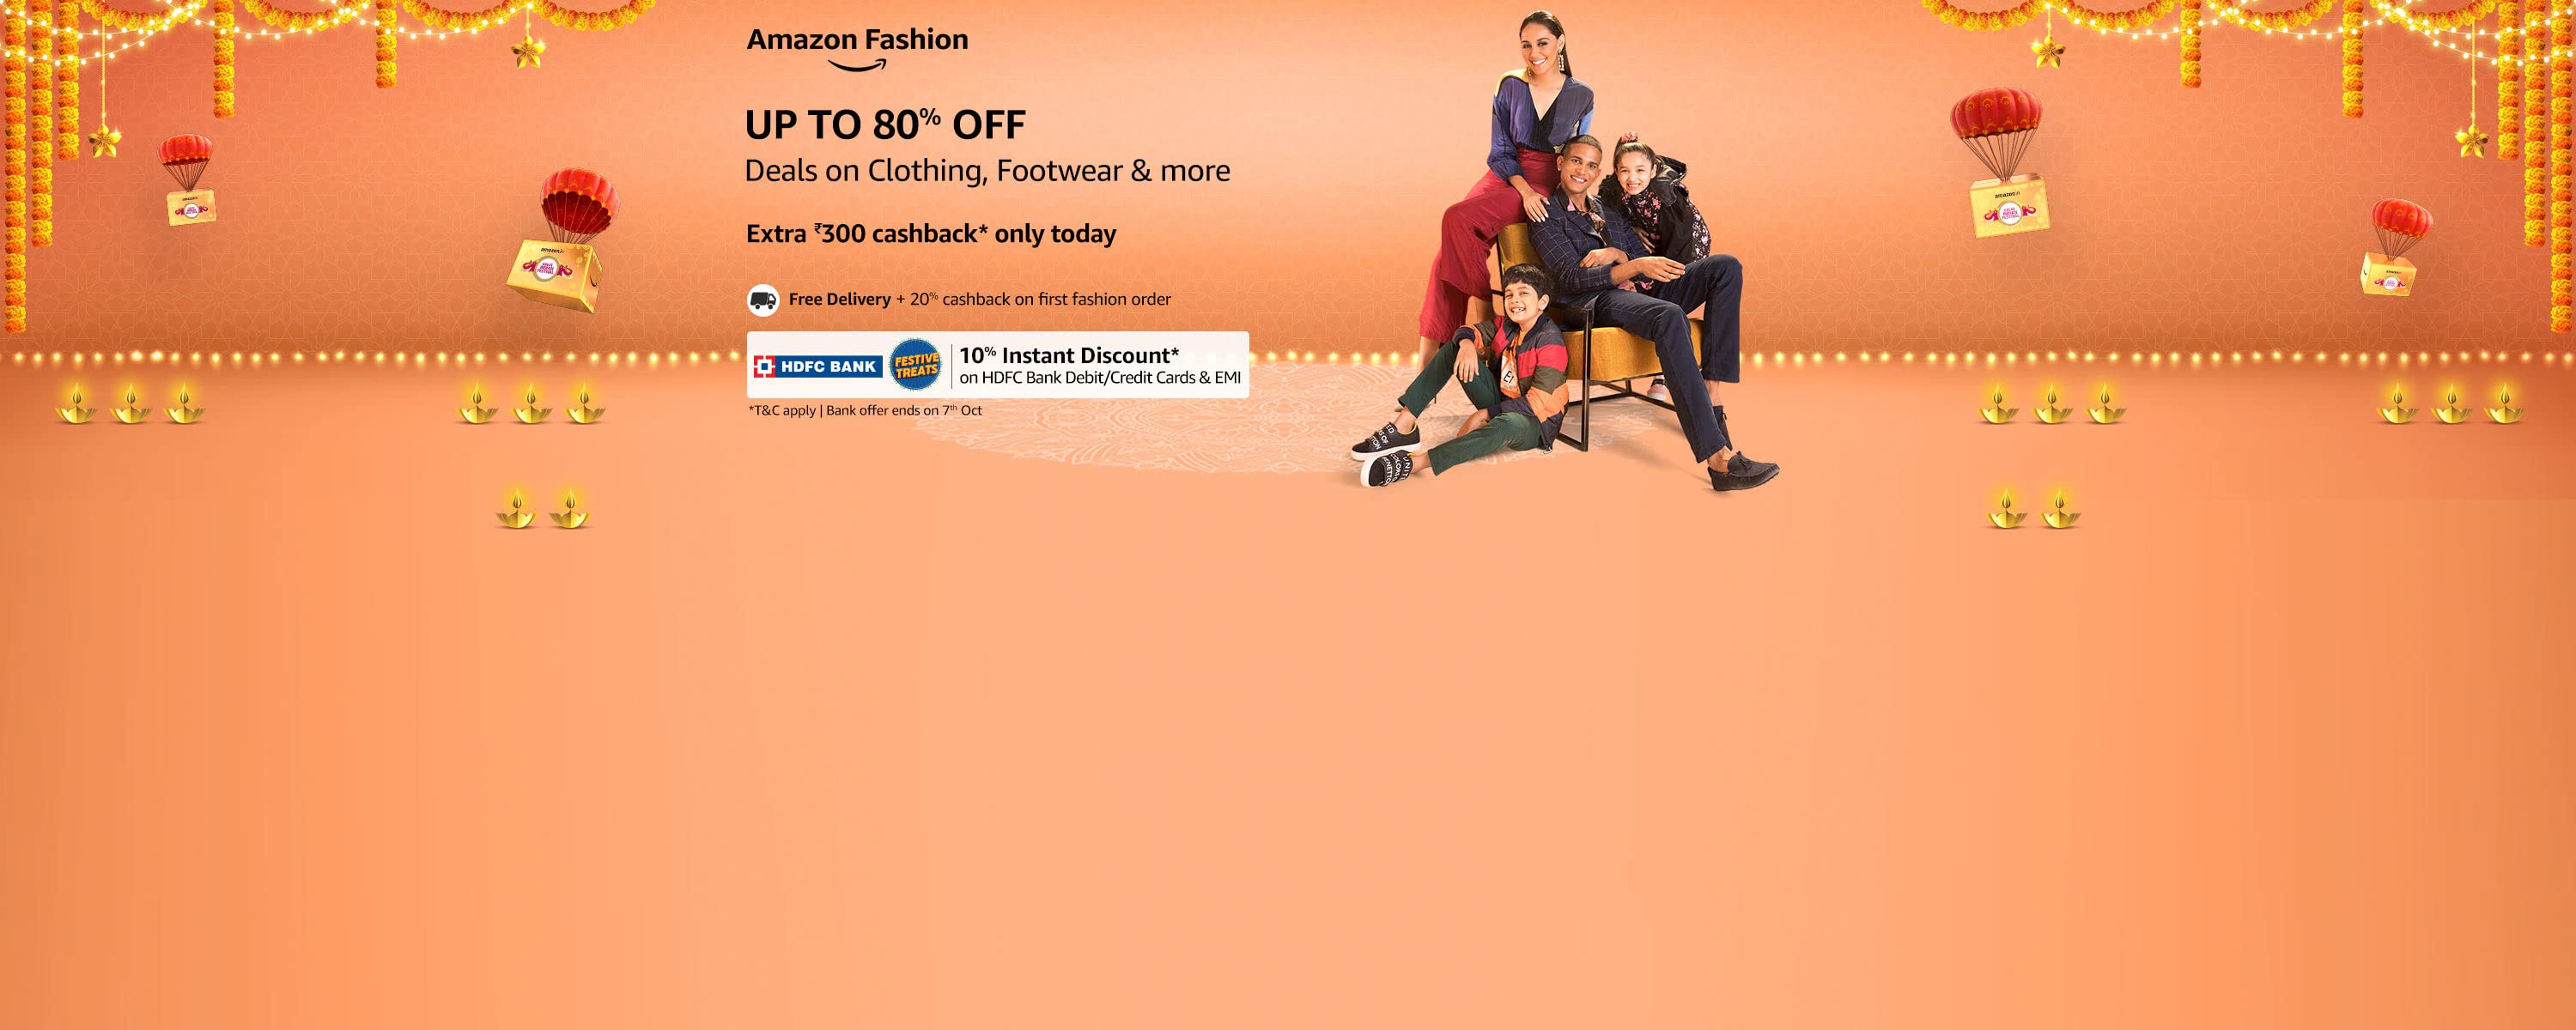 Amazon Fashion
UP TO 80% OFF
Deals on Clothing, Footwear & more
Extra ₹300 cashback* only today
Free Delivery + 20% cashback on first fashion order
HDFC BANK
FESTIVE
TREATS
10% Instant Discount*
on HDFC Bank Debit/Credit Cards & EMI
*T&C apply | Bank offer ends on 7th Oct